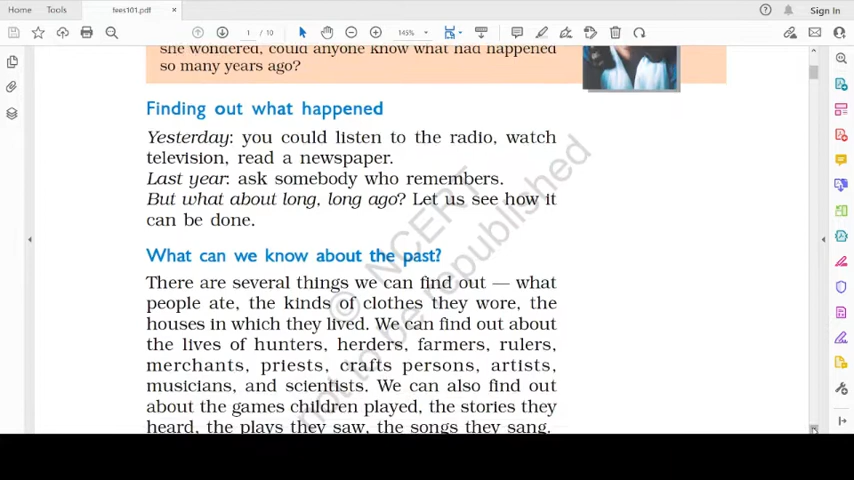 Home Tools fees101.pdf × Sign In
1 / 10 145%
she wondered, could anyone know what had happened
so many years ago?
Finding out what happened
Yesterday: you could listen to the radio, watch
television, read a newspaper.
Last year: ask somebody who remembers.
But what about long, long ago? Let us see how it
can be done.
What can we know about the past?
There are several things we can find out — what
people ate, the kinds of clothes they wore, the
houses in which they lived. We can find out about
the lives of hunters, herders, farmers, rulers,
merchants, priests, crafts persons, artists,
musicians, and scientists. We can also find out
about the games children played, the stories they
heard, the plays they saw, the songs they sang.
© NCERT
not to be republished